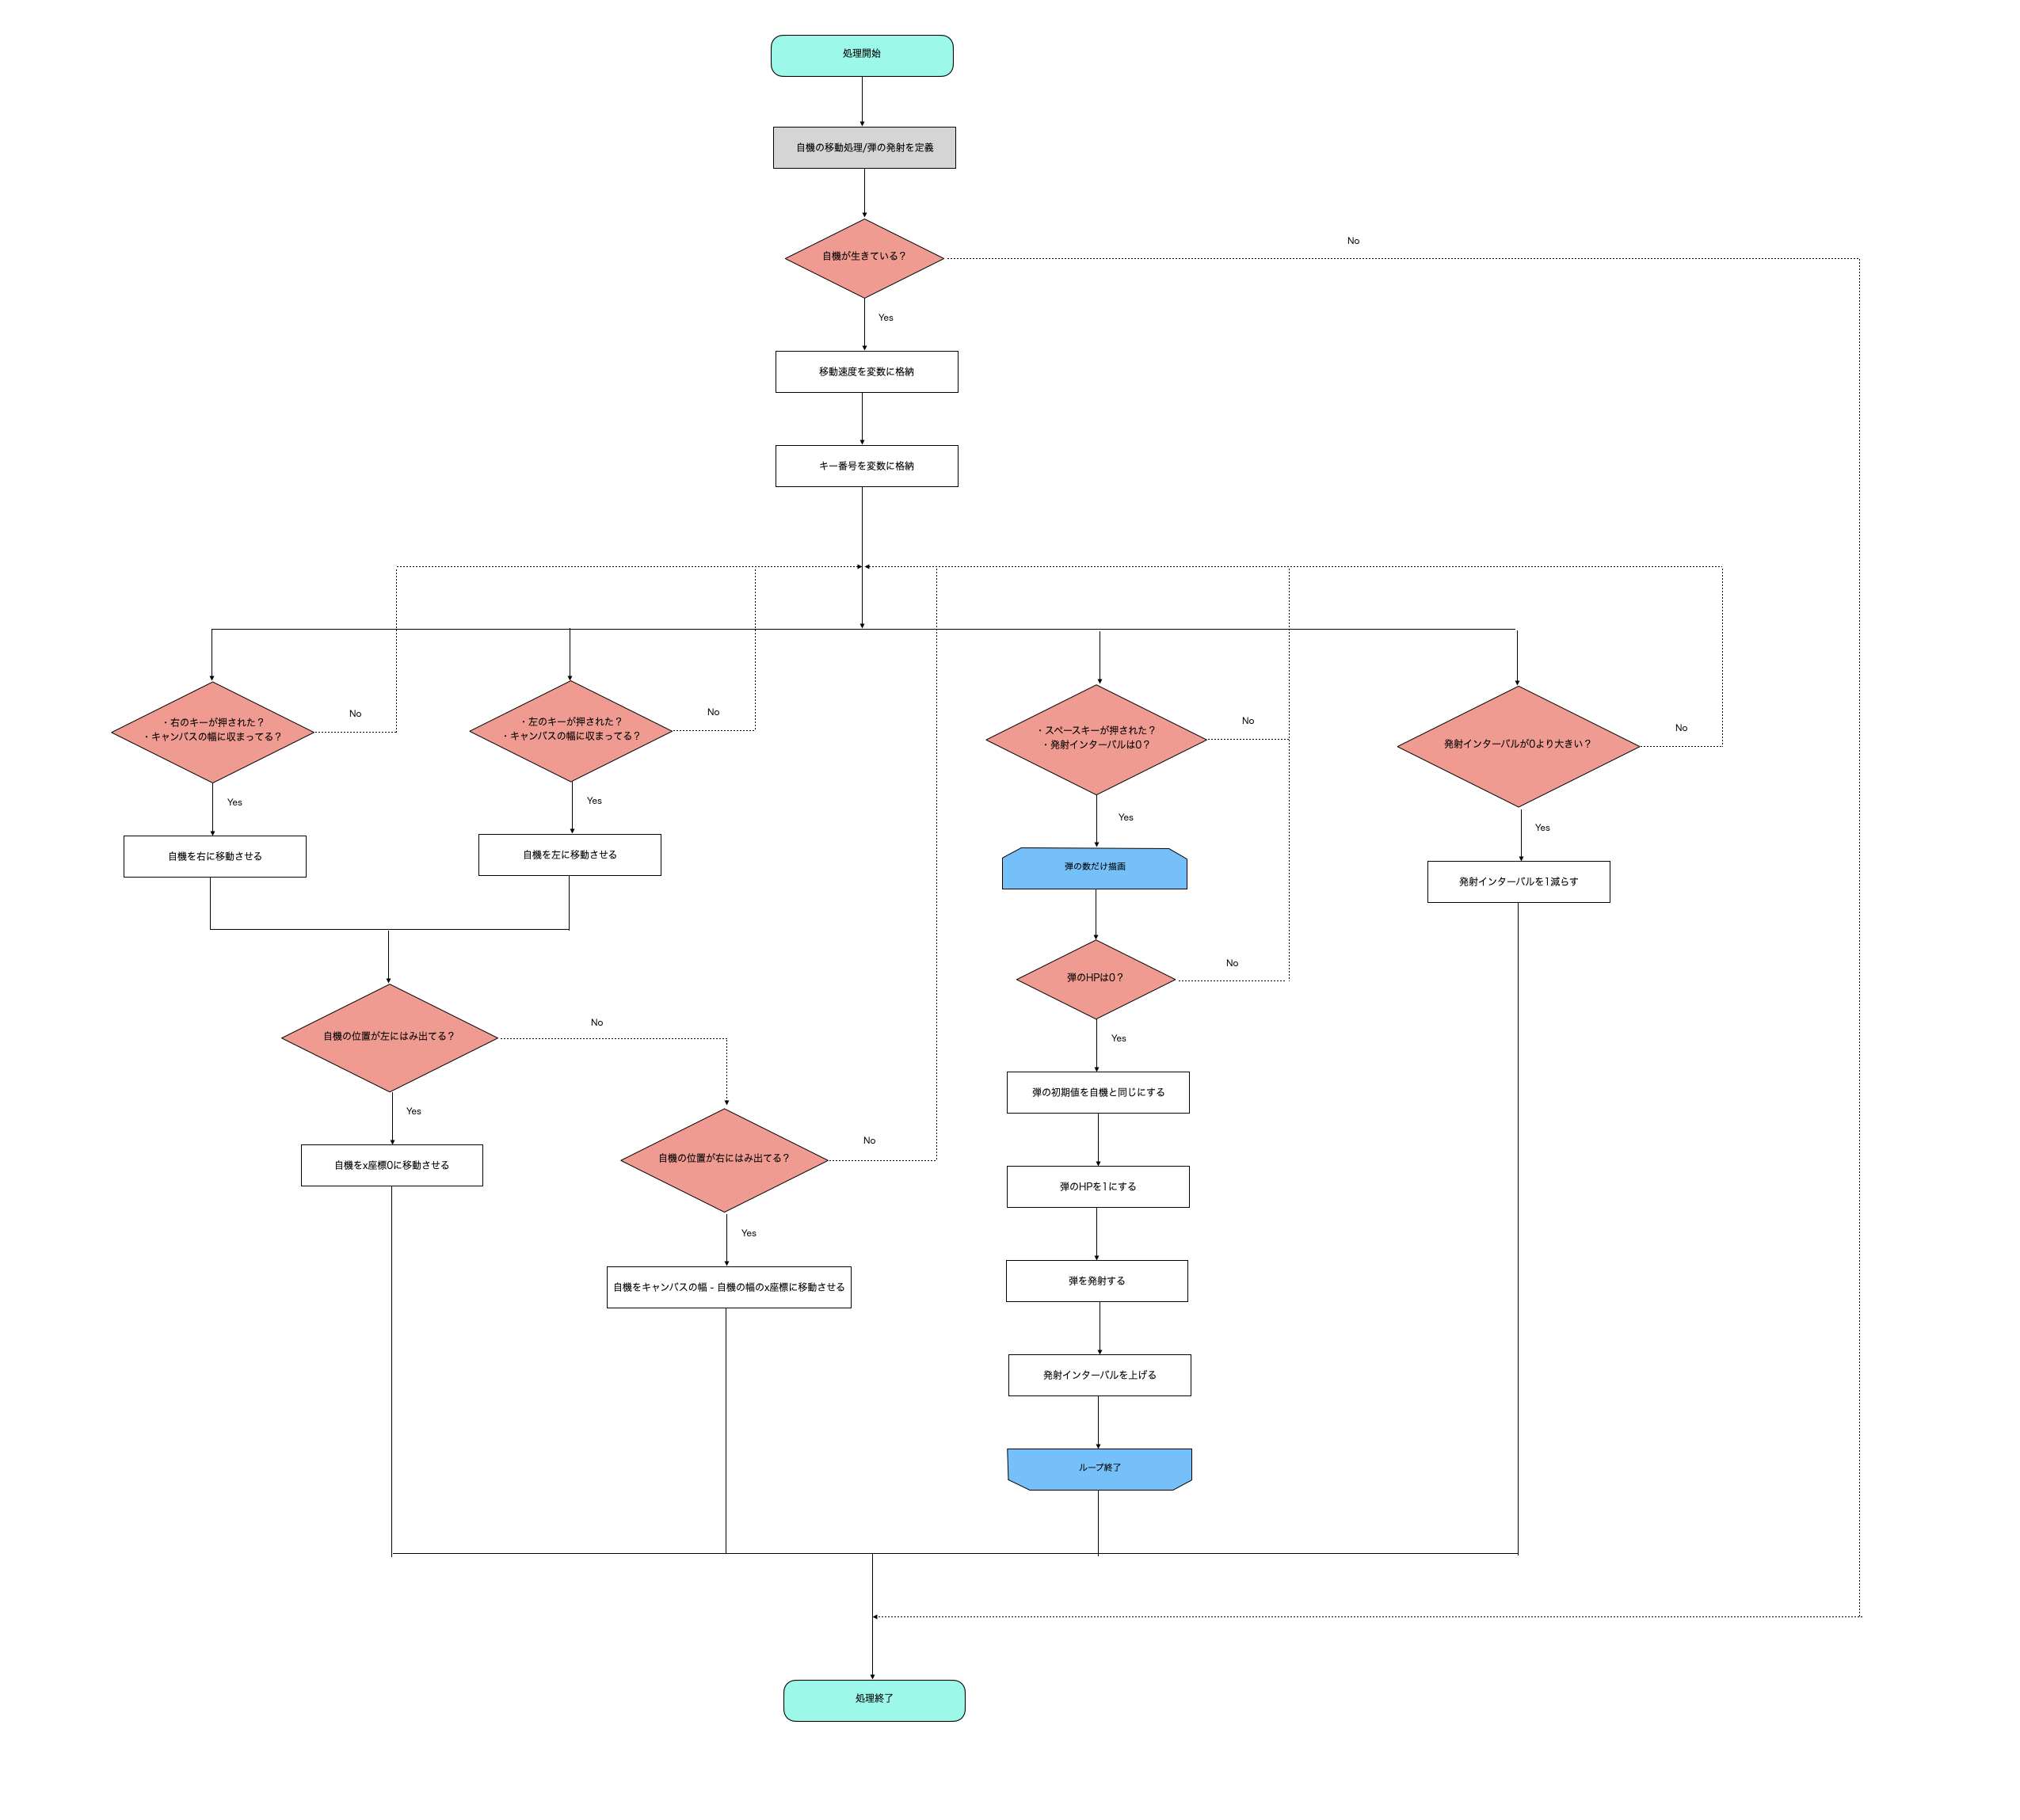 処理開始
自機の移動処理/弾の発射を定義
自機が生きている？
No
Yes
移動速度を変数に格納
キー番号を変数に格納
・右のキーが押された？
・キャンバスの幅に収まってる？
No
Yes
自機を右に移動させる
・左のキーが押された？
・キャンバスの幅に収まってる？
No
Yes
自機を左に移動させる
自機の位置が左にはみ出てる？
No
Yes
自機をx座標0に移動させる
自機の位置が右にはみ出てる？
No
Yes
自機をキャンバスの幅 - 自機の幅のx座標に移動させる
・スペースキーが押された？
・発射インターバルは0？
No
Yes
弾の数だけ描画
弾のHPは0？
No
Yes
弾の初期値を自機と同じにする
弾のHPを1にする
弾を発射する
発射インターバルを上げる
ループ終了
発射インターバルが0より大きい？
No
Yes
発射インターバルを1減らす
処理終了